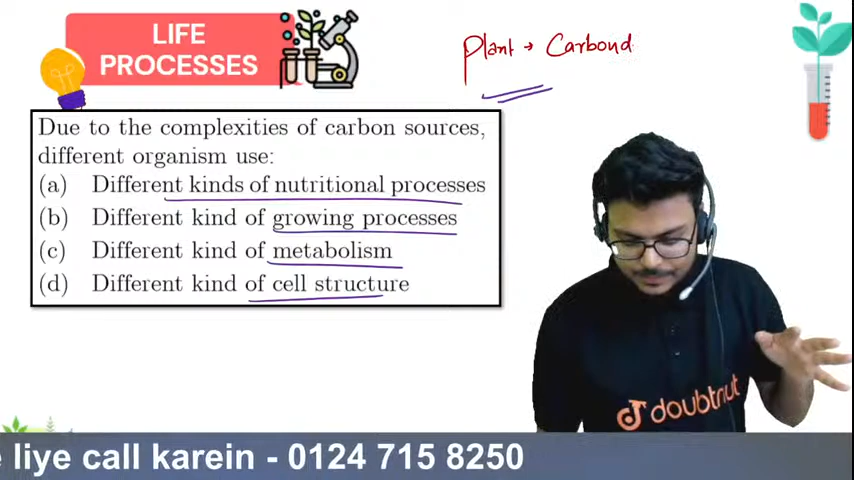 LIFE
PROCESSES
Plant → Carbond
Due to the complexities of carbon sources,
different organism use:
(a) Different kinds of nutritional processes
(b) Different kind of growing processes
(c) Different kind of metabolism
(d) Different kind of cell structure
doubtnut
liye call karein - 0124 715 8250